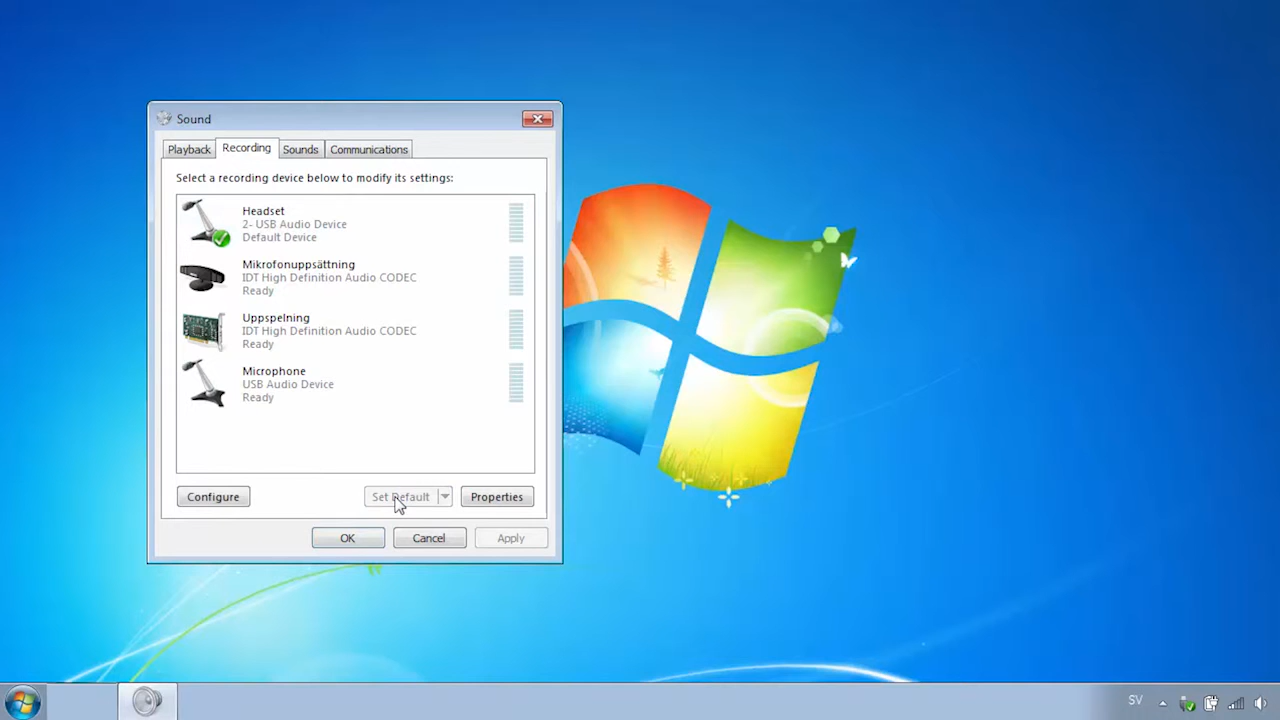 Sound
Playback Recording Sounds Communications
Select a recording device below to modify its settings:
Headset
2- USB Audio Device
Default Device
Mikrofonuppsättning
IDT High Definition Audio CODEC
Ready
Uppspelning
IDT High Definition Audio CODEC
Ready
Microphone
USB Audio Device
Ready
Configure Set Default Properties
OK Cancel Apply
SV